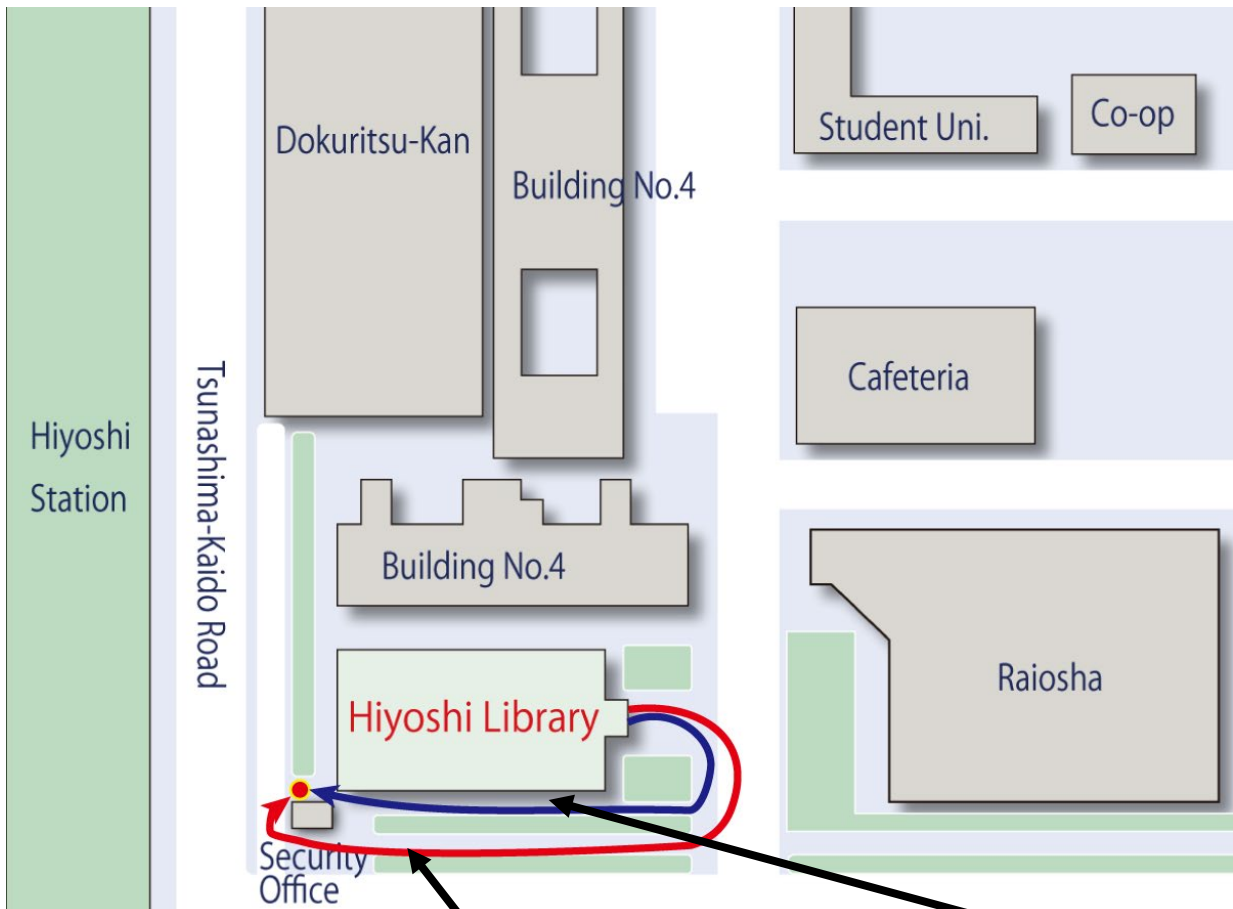 Dokuritsu-Kan
Building No.4
Student Uni.
Co-op
Cafeteria
Hiyoshi
Station
Tsunashima-Kaido Road
Building No.4
Raiosha
Hiyoshi Library
Security
Office